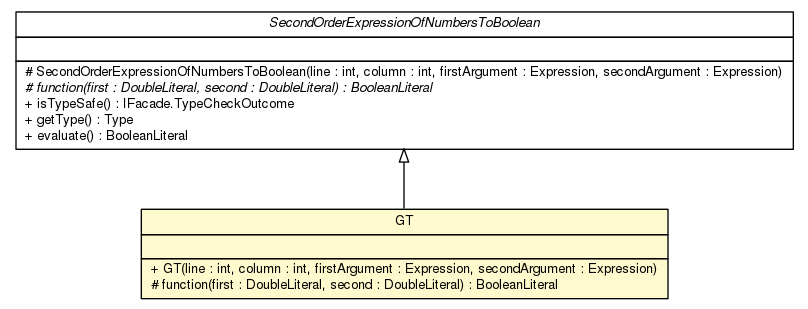 SecondOrderExpressionOfNumbersToBoolean
# SecondOrderExpressionOfNumbersToBoolean(line : int, column : int, firstArgument : Expression, secondArgument : Expression)
# function(first : DoubleLiteral, second : DoubleLiteral) : BooleanLiteral
+ isTypeSafe() : IFacade.TypeCheckOutcome
+ getType() : Type
+ evaluate() : BooleanLiteral
GT
+ GT(line : int, column : int, firstArgument : Expression, secondArgument : Expression)
# function(first : DoubleLiteral, second : DoubleLiteral) : BooleanLiteral